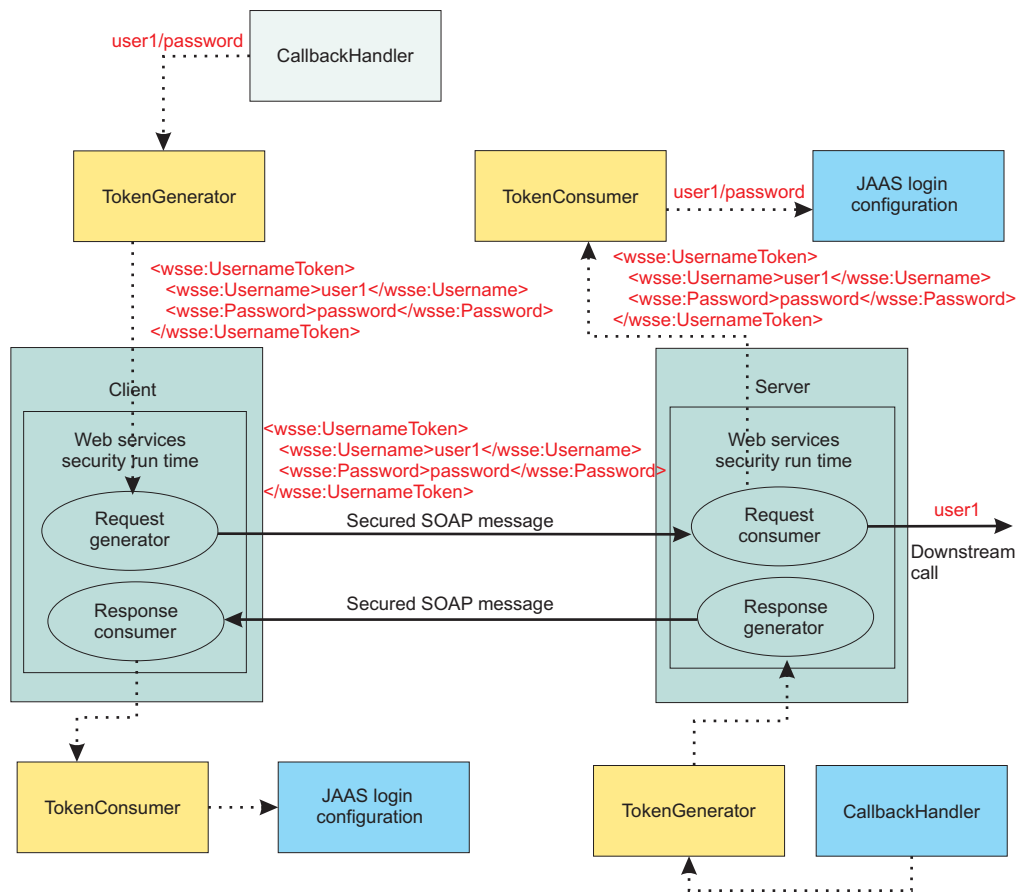 user1/password
CallbackHandler
TokenGenerator
TokenConsumer
user1/password
JAAS login
configuration
<wsse:UsernameToken>
<wsse:Username>user1</wsse:Username>
<wsse:Password>password</wsse:Password>
</wsse:UsernameToken>
<wsse:UsernameToken>
<wsse:Username>user1</wsse:Username>
<wsse:Password>password</wsse:Password>
</wsse:UsernameToken>
Client
Web services
security run time
<wsse:UsernameToken>
<wsse:Username>user1</wsse:Username>
<wsse:Password>password</wsse:Password>
</wsse:UsernameToken>
Server
Web services
security run time
Request
generator
Secured SOAP message
Request
consumer
user1
Downstream
call
Response
consumer
Secured SOAP message
Response
generator
TokenConsumer
JAAS login
configuration
TokenGenerator
CallbackHandler